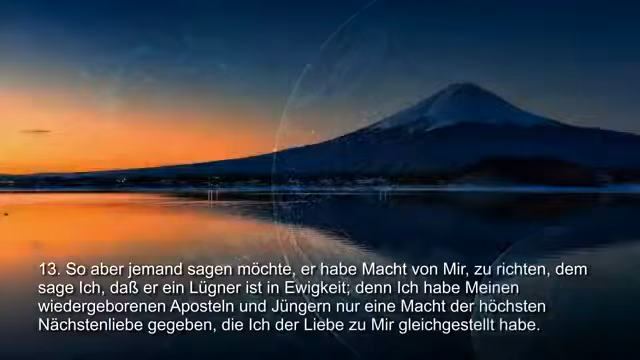 13. So aber jemand sagen möchte, er habe Macht von Mir, zu richten, dem
sage Ich, daß er ein Lügner ist in Ewigkeit; denn Ich habe Meinen
wiedergeborenen Aposteln und Jüngern nur eine Macht der höchsten
Nächstenliebe gegeben, die Ich der Liebe zu Mir gleichgestellt habe.